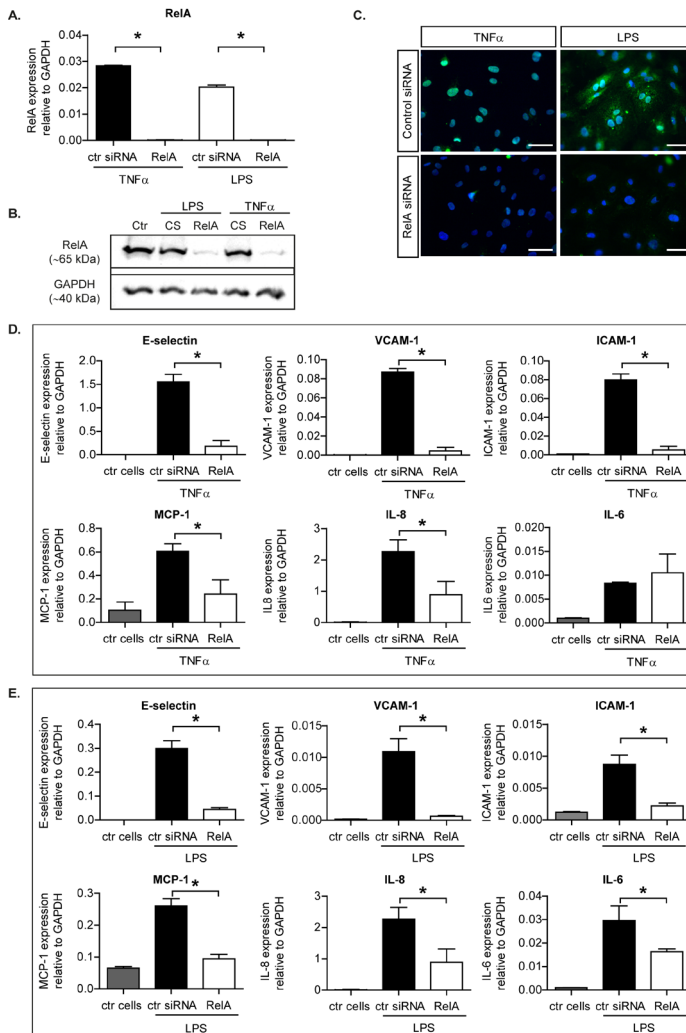 A.
RelA
RelA expression
relative to GAPDH
0.04
0.03
0.02
0.01
0.00
*
*
ctr siRNA RelA ctr siRNA RelA
TNFα LPS
B.
LPS TNFα
Ctr CS RelA CS RelA
RelA
(~65 kDa)
GAPDH
(~40 kDa)
C.
TNFα LPS
Control siRNA
RelA siRNA
D.
E-selectin
E-selectin expression
relative to GAPDH
2.0
1.5
1.0
0.5
0.0
*
ctr cells ctr siRNA RelA
TNFα
VCAM-1
VCAM-1 expression
relative to GAPDH
0.10
0.08
0.06
0.04
0.02
0.00
*
ctr cells ctr siRNA RelA
TNFα
ICAM-1
ICAM-1 expression
relative to GAPDH
0.10
0.08
0.06
0.04
0.02
0.00
*
ctr cells ctr siRNA RelA
TNFα
MCP-1
MCP-1 expression
relative to GAPDH
0.8
0.6
0.4
0.2
0.0
*
ctr cells ctr siRNA RelA
TNFα
IL-8
IL8 expression
relative to GAPDH
3
2
1
0
*
ctr cells ctr siRNA RelA
TNFα
IL-6
IL6 expression
relative to GAPDH
0.020
0.015
0.010
0.005
0.000
ctr cells ctr siRNA RelA
TNFα
E.
E-selectin
E-selectin expression
relative to GAPDH
0.4
0.3
0.2
0.1
0.0
*
ctr cells ctr siRNA RelA
LPS
VCAM-1
VCAM-1 expression
relative to GAPDH
0.015
0.010
0.005
0.000
*
ctr cells ctr siRNA RelA
LPS
ICAM-1
ICAM-1 expression
relative to GAPDH
0.015
0.010
0.005
0.000
*
ctr cells ctr siRNA RelA
LPS
MCP-1
MCP-1 expression
relative to GAPDH
0.3
0.2
0.1
0.0
*
ctr cells ctr siRNA RelA
LPS
IL-8
IL-8 expression
relative to GAPDH
3
2
1
0
*
ctr cells ctr siRNA RelA
LPS
IL-6
IL-6 expression
relative to GAPDH
0.04
0.03
0.02
0.01
0.00
*
ctr cells ctr siRNA RelA
LPS